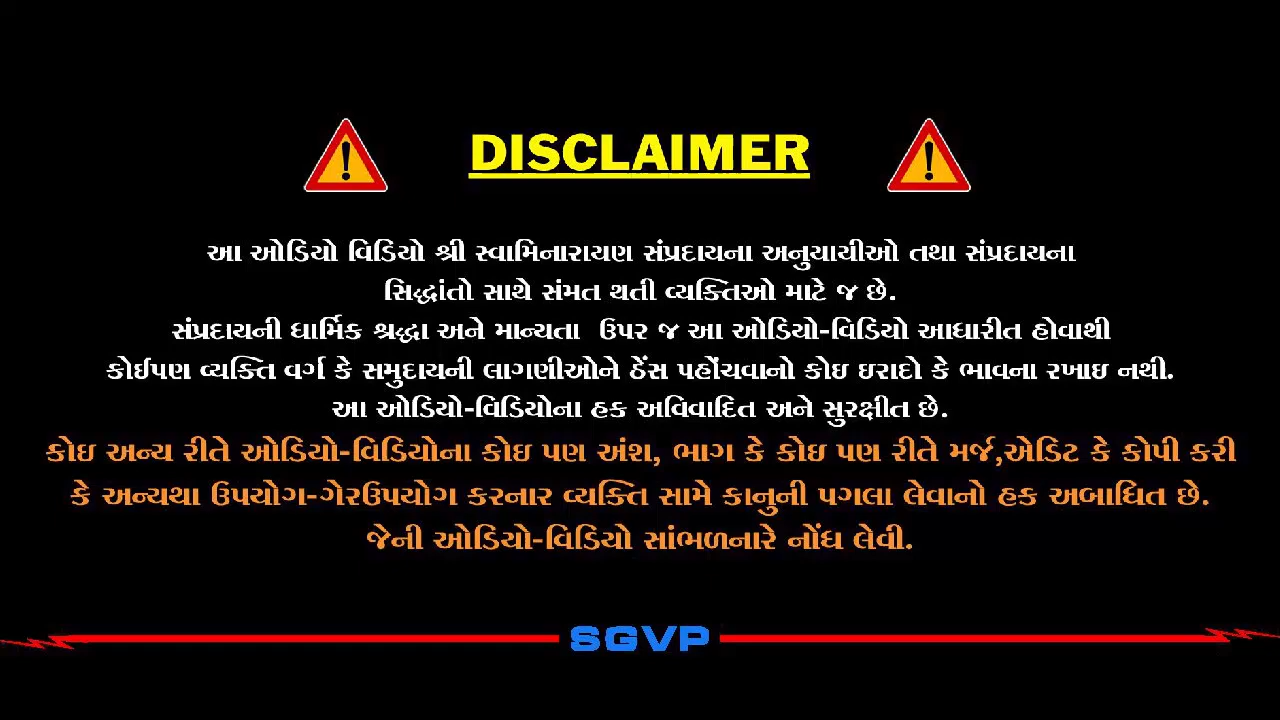 DISCLAIMER
આ ઓડિયો વિડિયો શ્રી સ્વામિનારાયણ સંપ્રદાયના અનુયાયીઓ તથા સંપ્રદાયના
સિદ્ધાંતો સાથે સંમત થતી વ્યક્તિઓ માટે જ છે.
સંપ્રદાયની ધાર્મિક શ્રદ્ધા અને માન્યતા ઉપર જ આ ઓડિયો-વિડિયો આધારીત હોવાથી
કોઈપણ વ્યક્તિ વર્ગ કે સમુદાયની લાગણીઓને ઠેંસ પહોંચવાનો કોઇ ઇરાદો કે ભાવના રખાઇ નથી.
આ ઓડિયો-વિડિયોના હક અવિવાદિત અને સુરક્ષીત છે.
કોઇ અન્ય રીતે ઓડિયો-વિડિયોના કોઇ પણ અંશ, ભાગ કે કોઇ પણ રીતે મર્જ,એડિટ કે કોપી કરી
કે અન્યથા ઉપયોગ-ગેરઉપયોગ કરનાર વ્યક્તિ સામે કાનુની પગલા લેવાનો હક અબાધિત છે.
જેની ઓડિયો-વિડિયો સાંભળનારે નોંધ લેવી.
SGVP